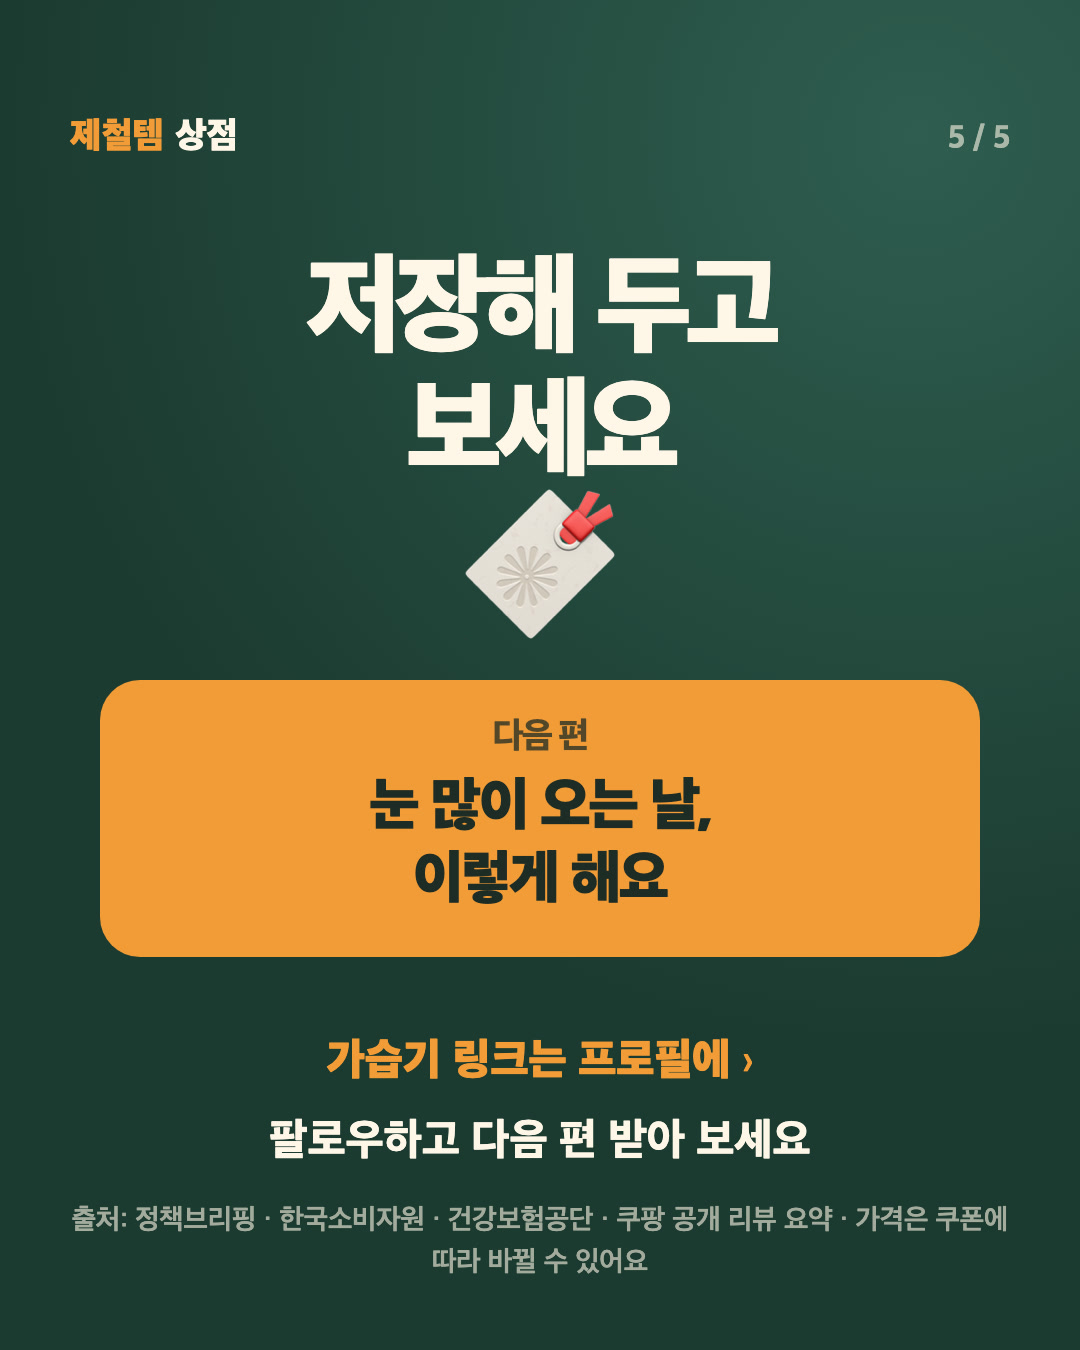 제철템 상점
5 / 5
저장해 두고
보세요
다음 편
눈 많이 오는 날,
이렇게 해요
가습기 링크는 프로필에 ›
팔로우하고 다음 편 받아 보세요
출처: 정책브리핑 · 한국소비자원 · 건강보험공단 · 쿠팡 공개 리뷰 요약 · 가격은 쿠폰에
따라 바뀔 수 있어요